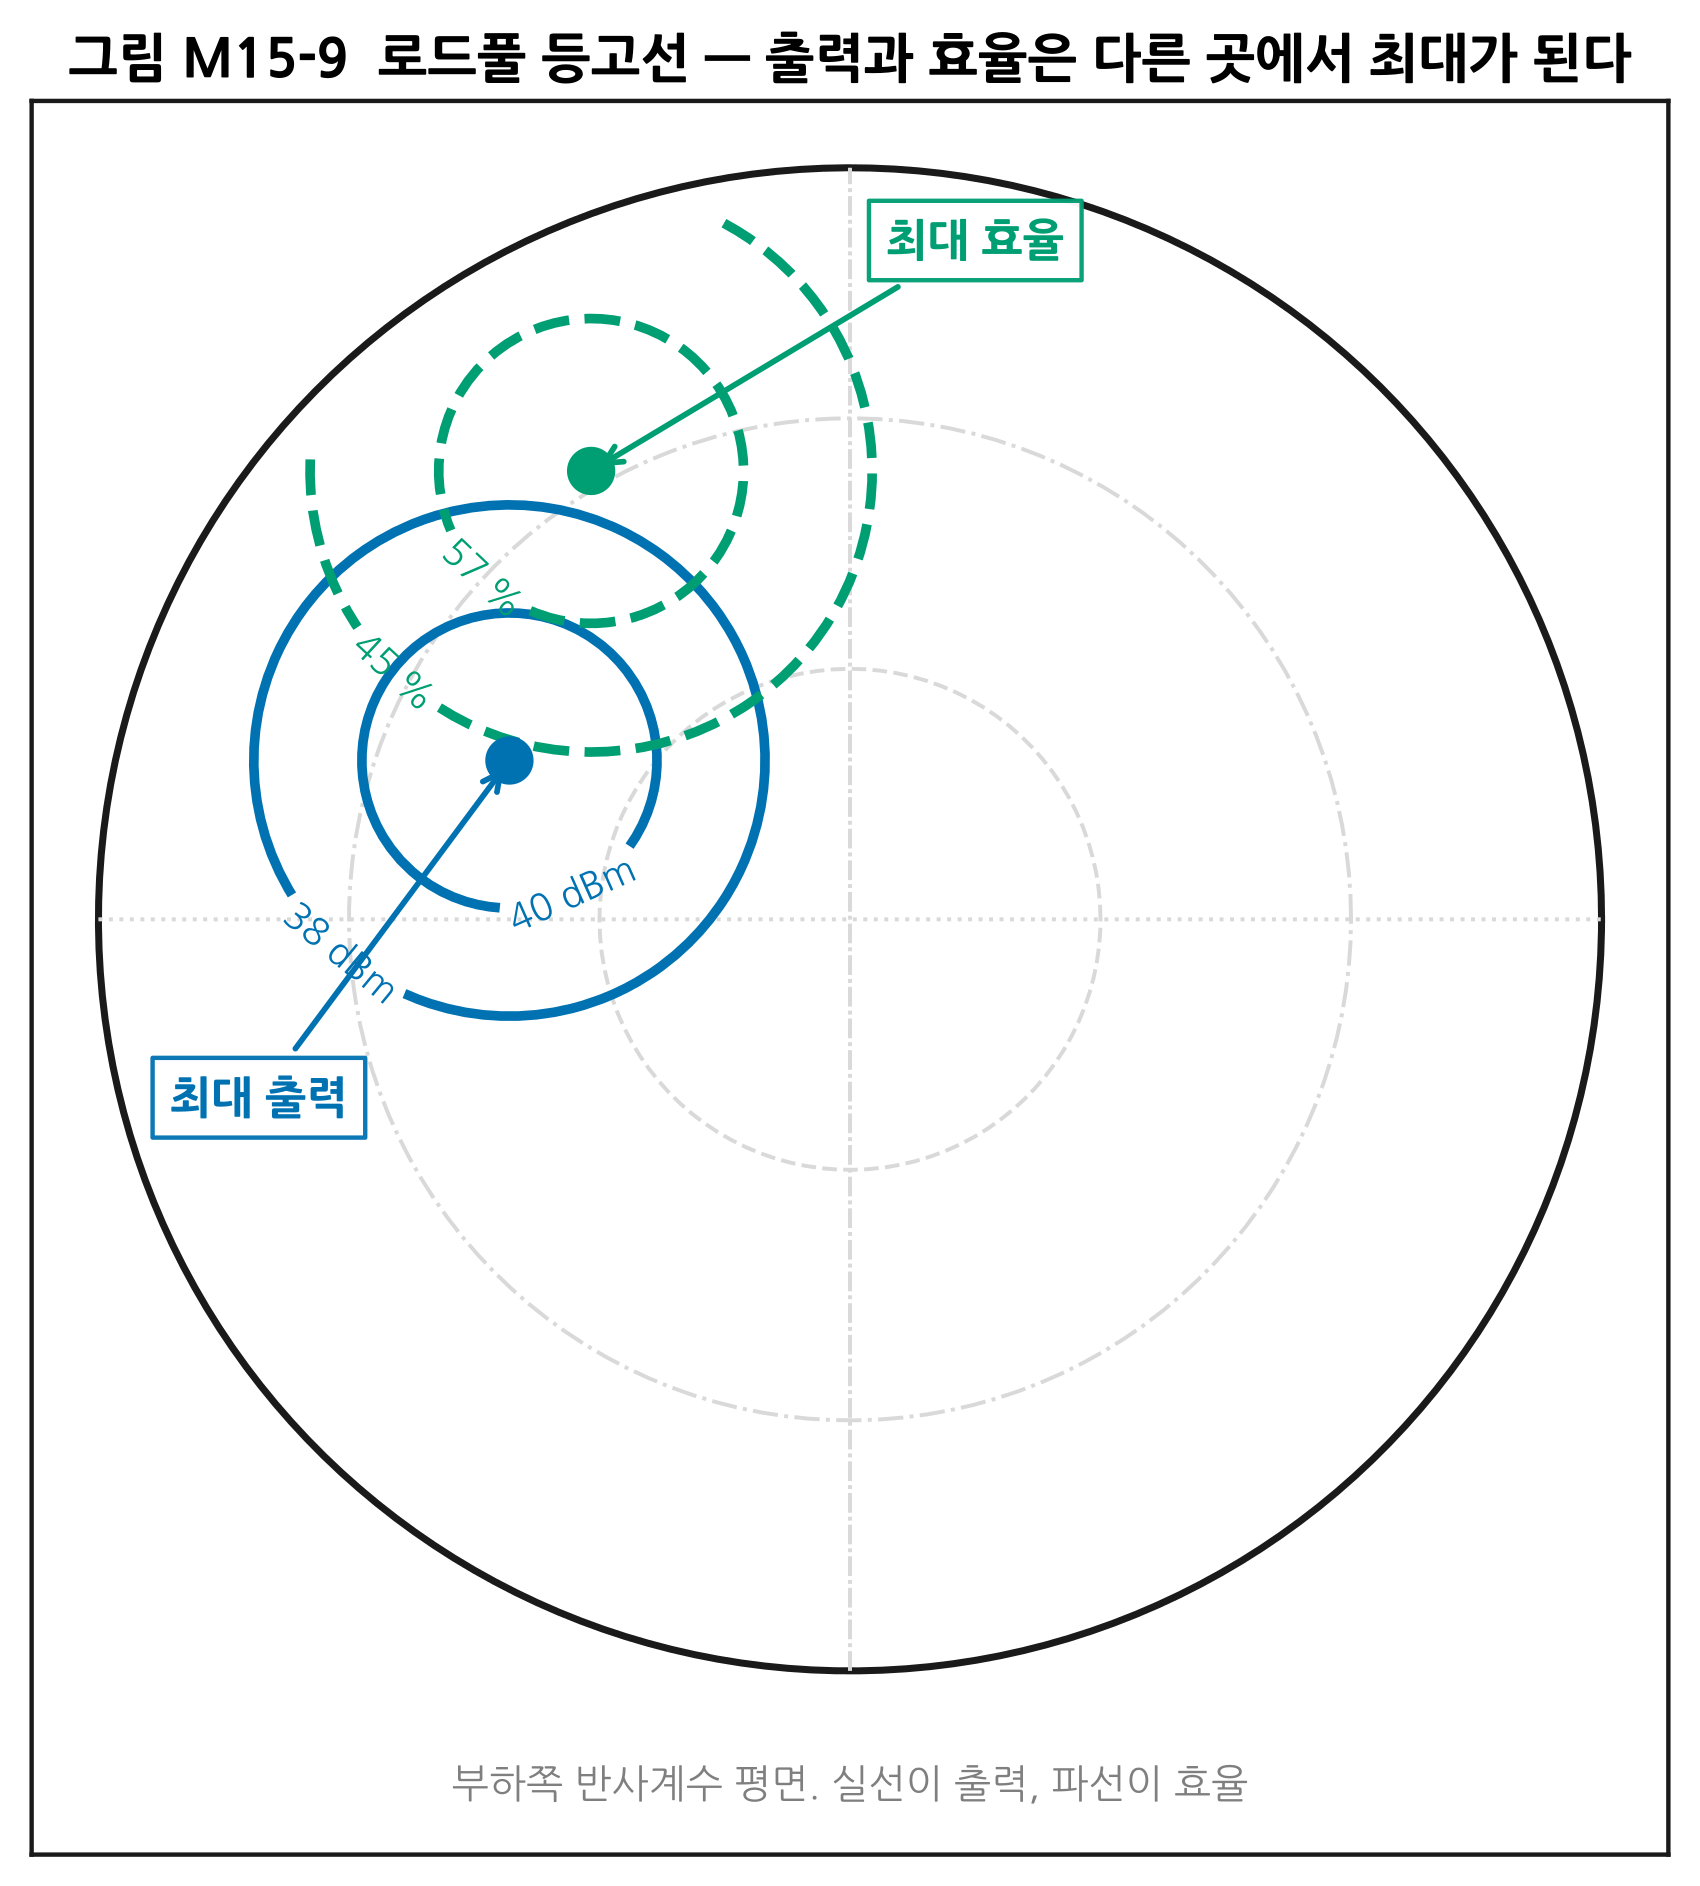 그림 M15-9 로드풀 등고선 — 출력과 효율은 다른 곳에서 최대가 된다
최대 효율
57 %
45 %
40 dBm
38 dBm
최대 출력
부하쪽 반사계수 평면. 실선이 출력, 파선이 효율